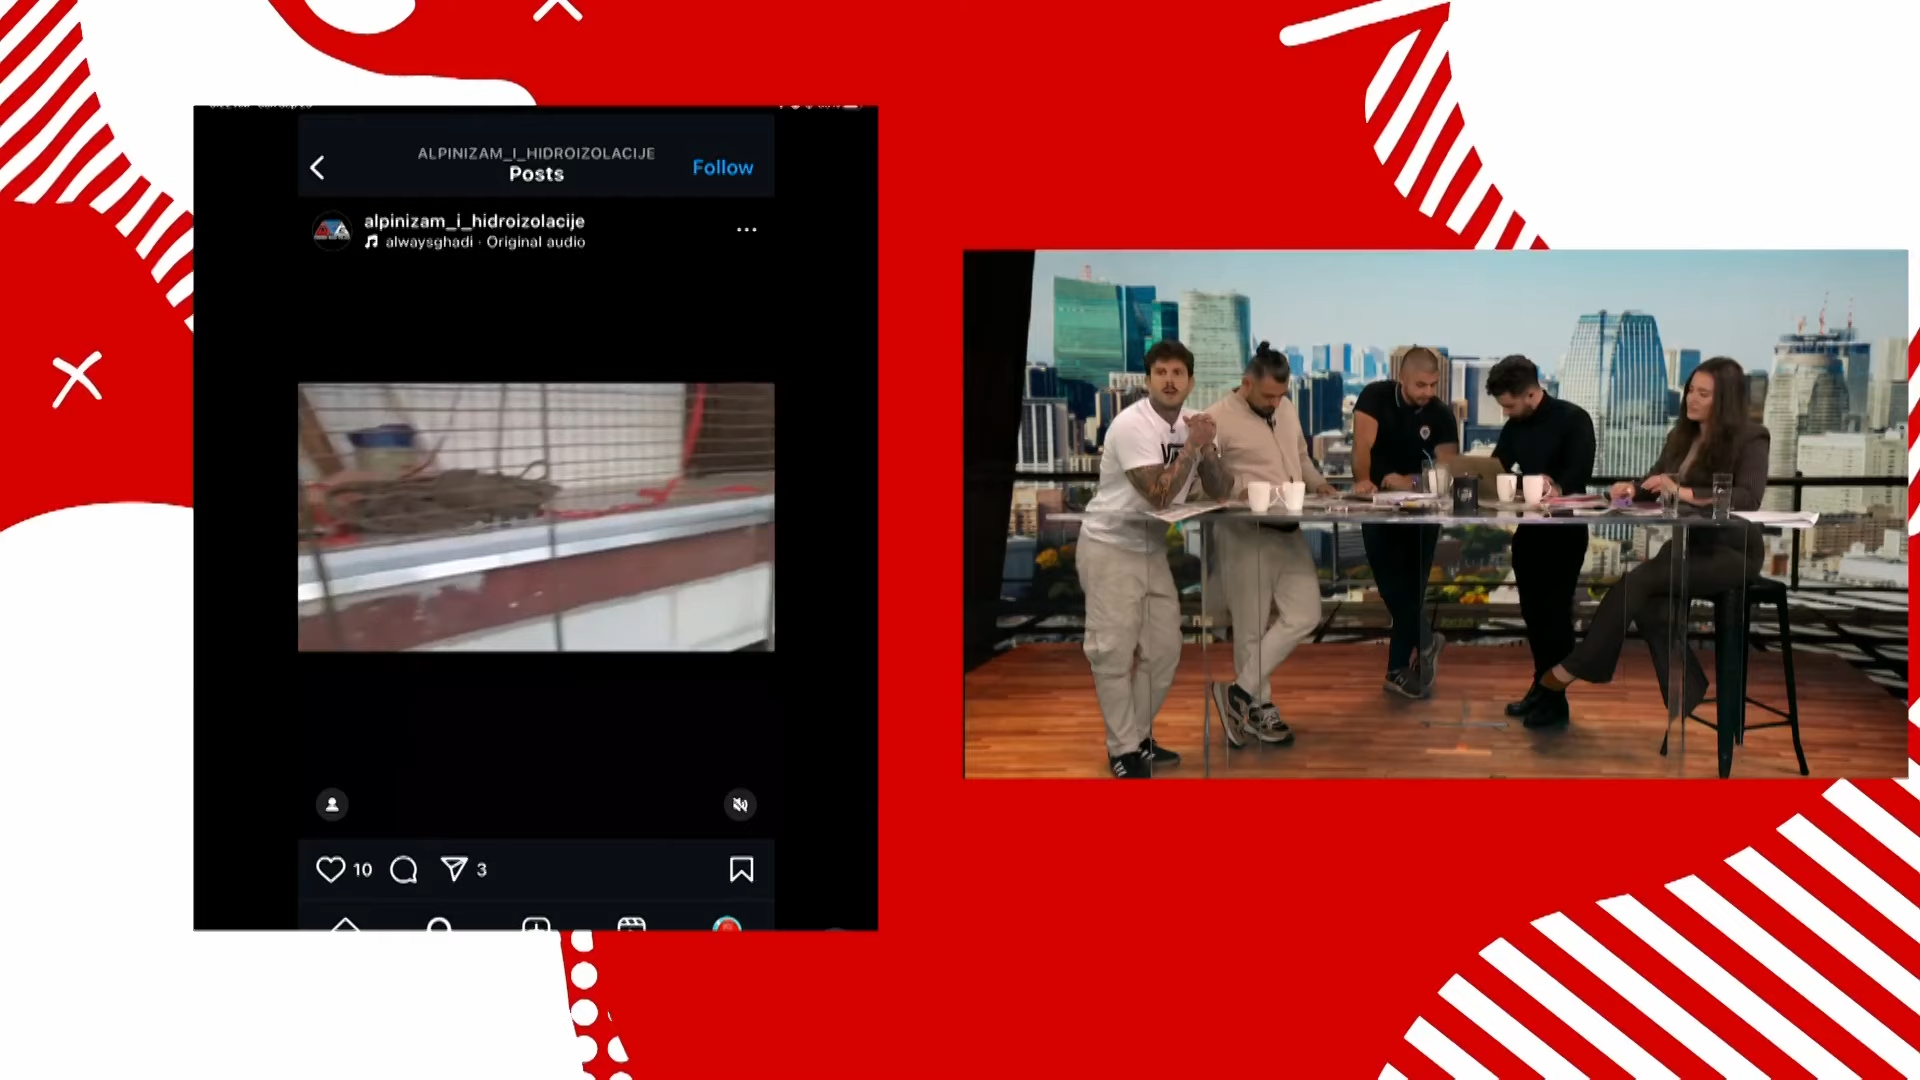 ALPINIZAM_I_HIDROIZOLACIJE
Posts
Follow
alpinizam_i_hidroizolacije
alwaysghadi · Original audio
10
3